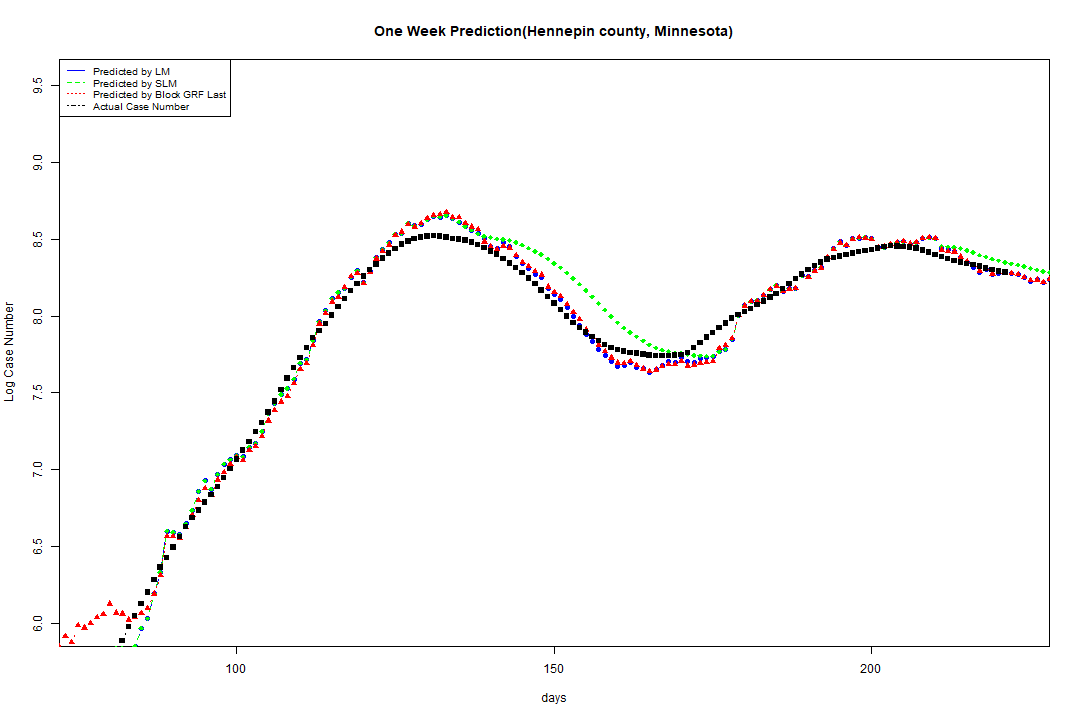 One Week Prediction(Hennepin county, Minnesota)
Predicted by LM
Predicted by SLM
Predicted by Block GRF Last
Actual Case Number
9.5
9.0
8.5
8.0
7.5
7.0
6.5
6.0
Log Case Number
100 150 200
days